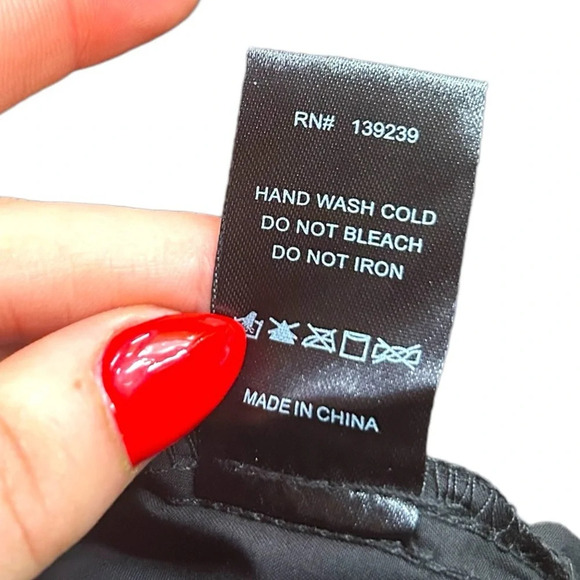 RN# 139239
HAND WASH COLD
DO NOT BLEACH
DO NOT IRON
MADE IN CHINA